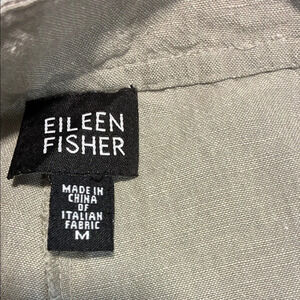 EILEEN
FISHER
MADE IN
CHINA
OF
ITALIAN
FABRIC
M